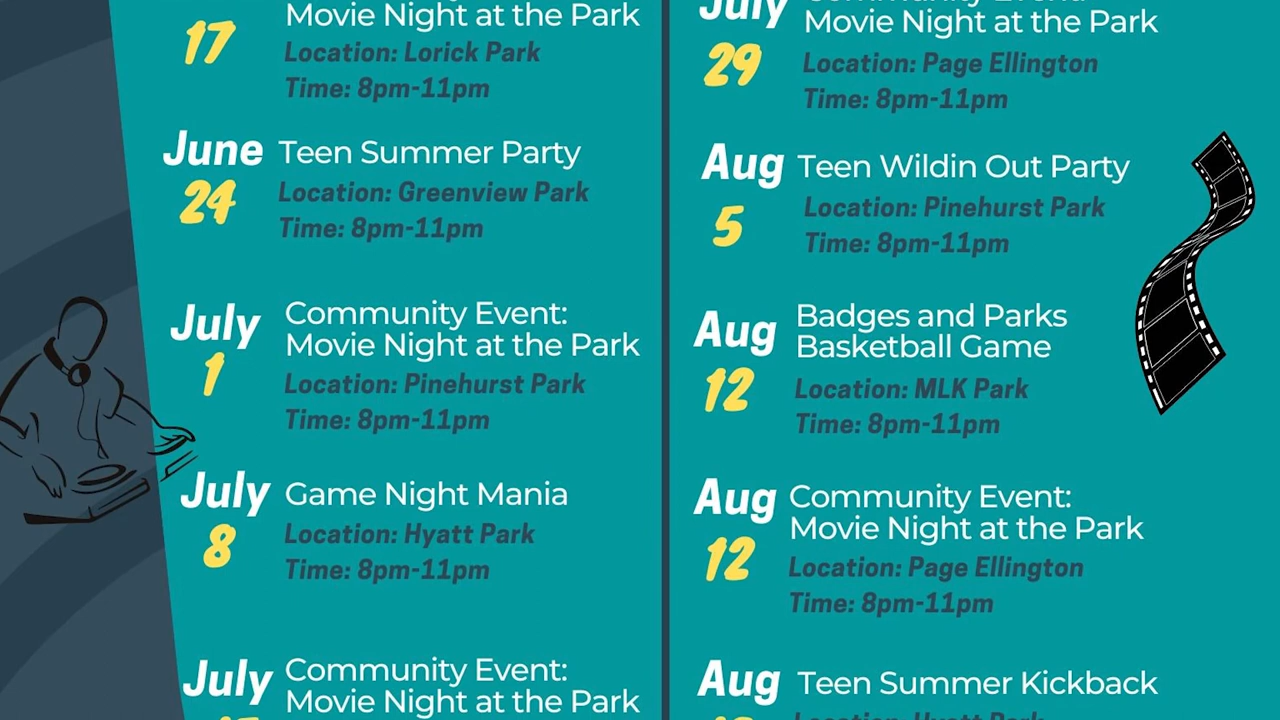 17
Movie Night at the Park
Location: Lorick Park
Time: 8pm-11pm
June
24
Teen Summer Party
Location: Greenview Park
Time: 8pm-11pm
July
1
Community Event:
Movie Night at the Park
Location: Pinehurst Park
Time: 8pm-11pm
July
8
Game Night Mania
Location: Hyatt Park
Time: 8pm-11pm
July
Community Event:
Movie Night at the Park
July
29
Community Event:
Movie Night at the Park
Location: Page Ellington
Time: 8pm-11pm
Aug
5
Teen Wildin Out Party
Location: Pinehurst Park
Time: 8pm-11pm
Aug
12
Badges and Parks
Basketball Game
Location: MLK Park
Time: 8pm-11pm
Aug
12
Community Event:
Movie Night at the Park
Location: Page Ellington
Time: 8pm-11pm
Aug
Teen Summer Kickback
Location: Hyatt Park